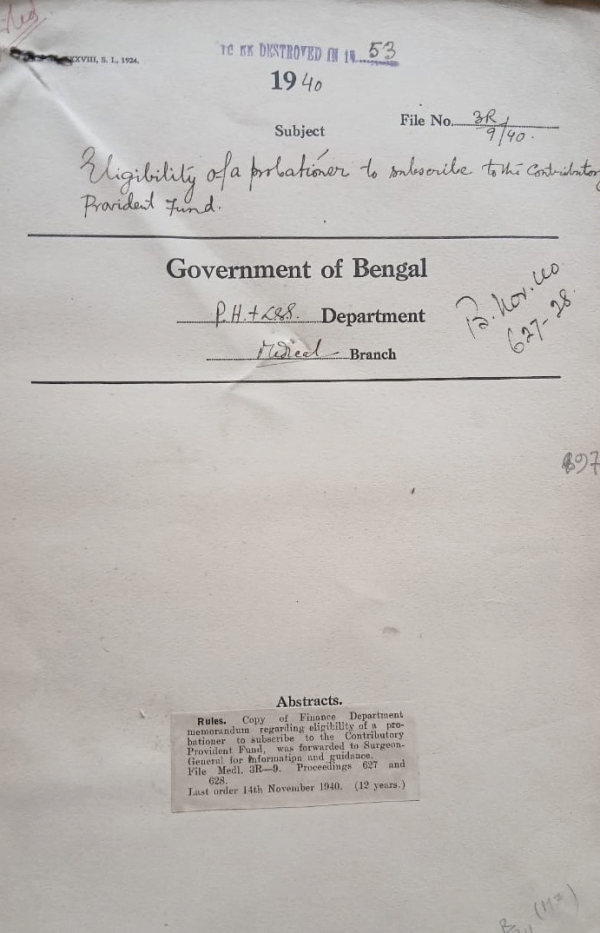 XXVIII, S. I., 1924.
TO BE DESTROYED IN 19 53
1940
File No. 3R/9/40.
Subject
Eligibility of a probationer to subscribe to the Contributory
Provident Fund.
Government of Bengal
P.H. + LSG. Department
Medical Branch
B. Nov. 40
627-28.
Abstracts.
Rules. Copy of Finance Department
memorandum regarding eligibility of a pro-
bationer to subscribe to the Contributory
Provident Fund, was forwarded to Surgeon-
General for information and guidance.
File Medl. 3R—9. Proceedings 627 and
628.
Last order 14th November 1940. (12 years.)